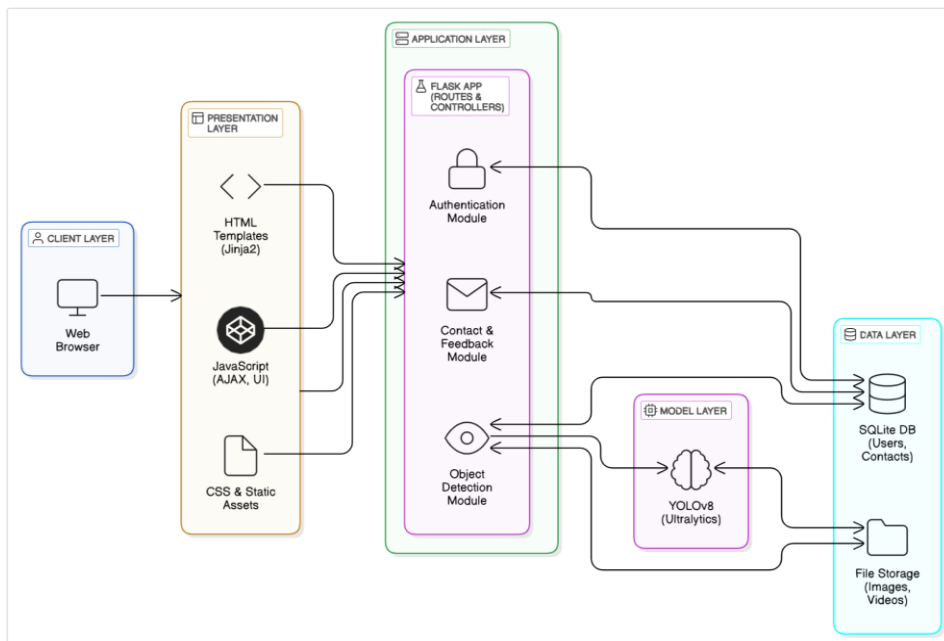 CLIENT LAYER
Web
Browser
PRESENTATION
LAYER
HTML
Templates
(Jinja2)
JavaScript
(AJAX, UI)
CSS & Static
Assets
APPLICATION LAYER
FLASK APP
(ROUTES &
CONTROLLERS)
Authentication
Module
Contact &
Feedback
Module
Object
Detection
Module
MODEL LAYER
YOLOv8
(Ultralytics)
DATA LAYER
SQLite DB
(Users,
Contacts)
File Storage
(Images,
Videos)